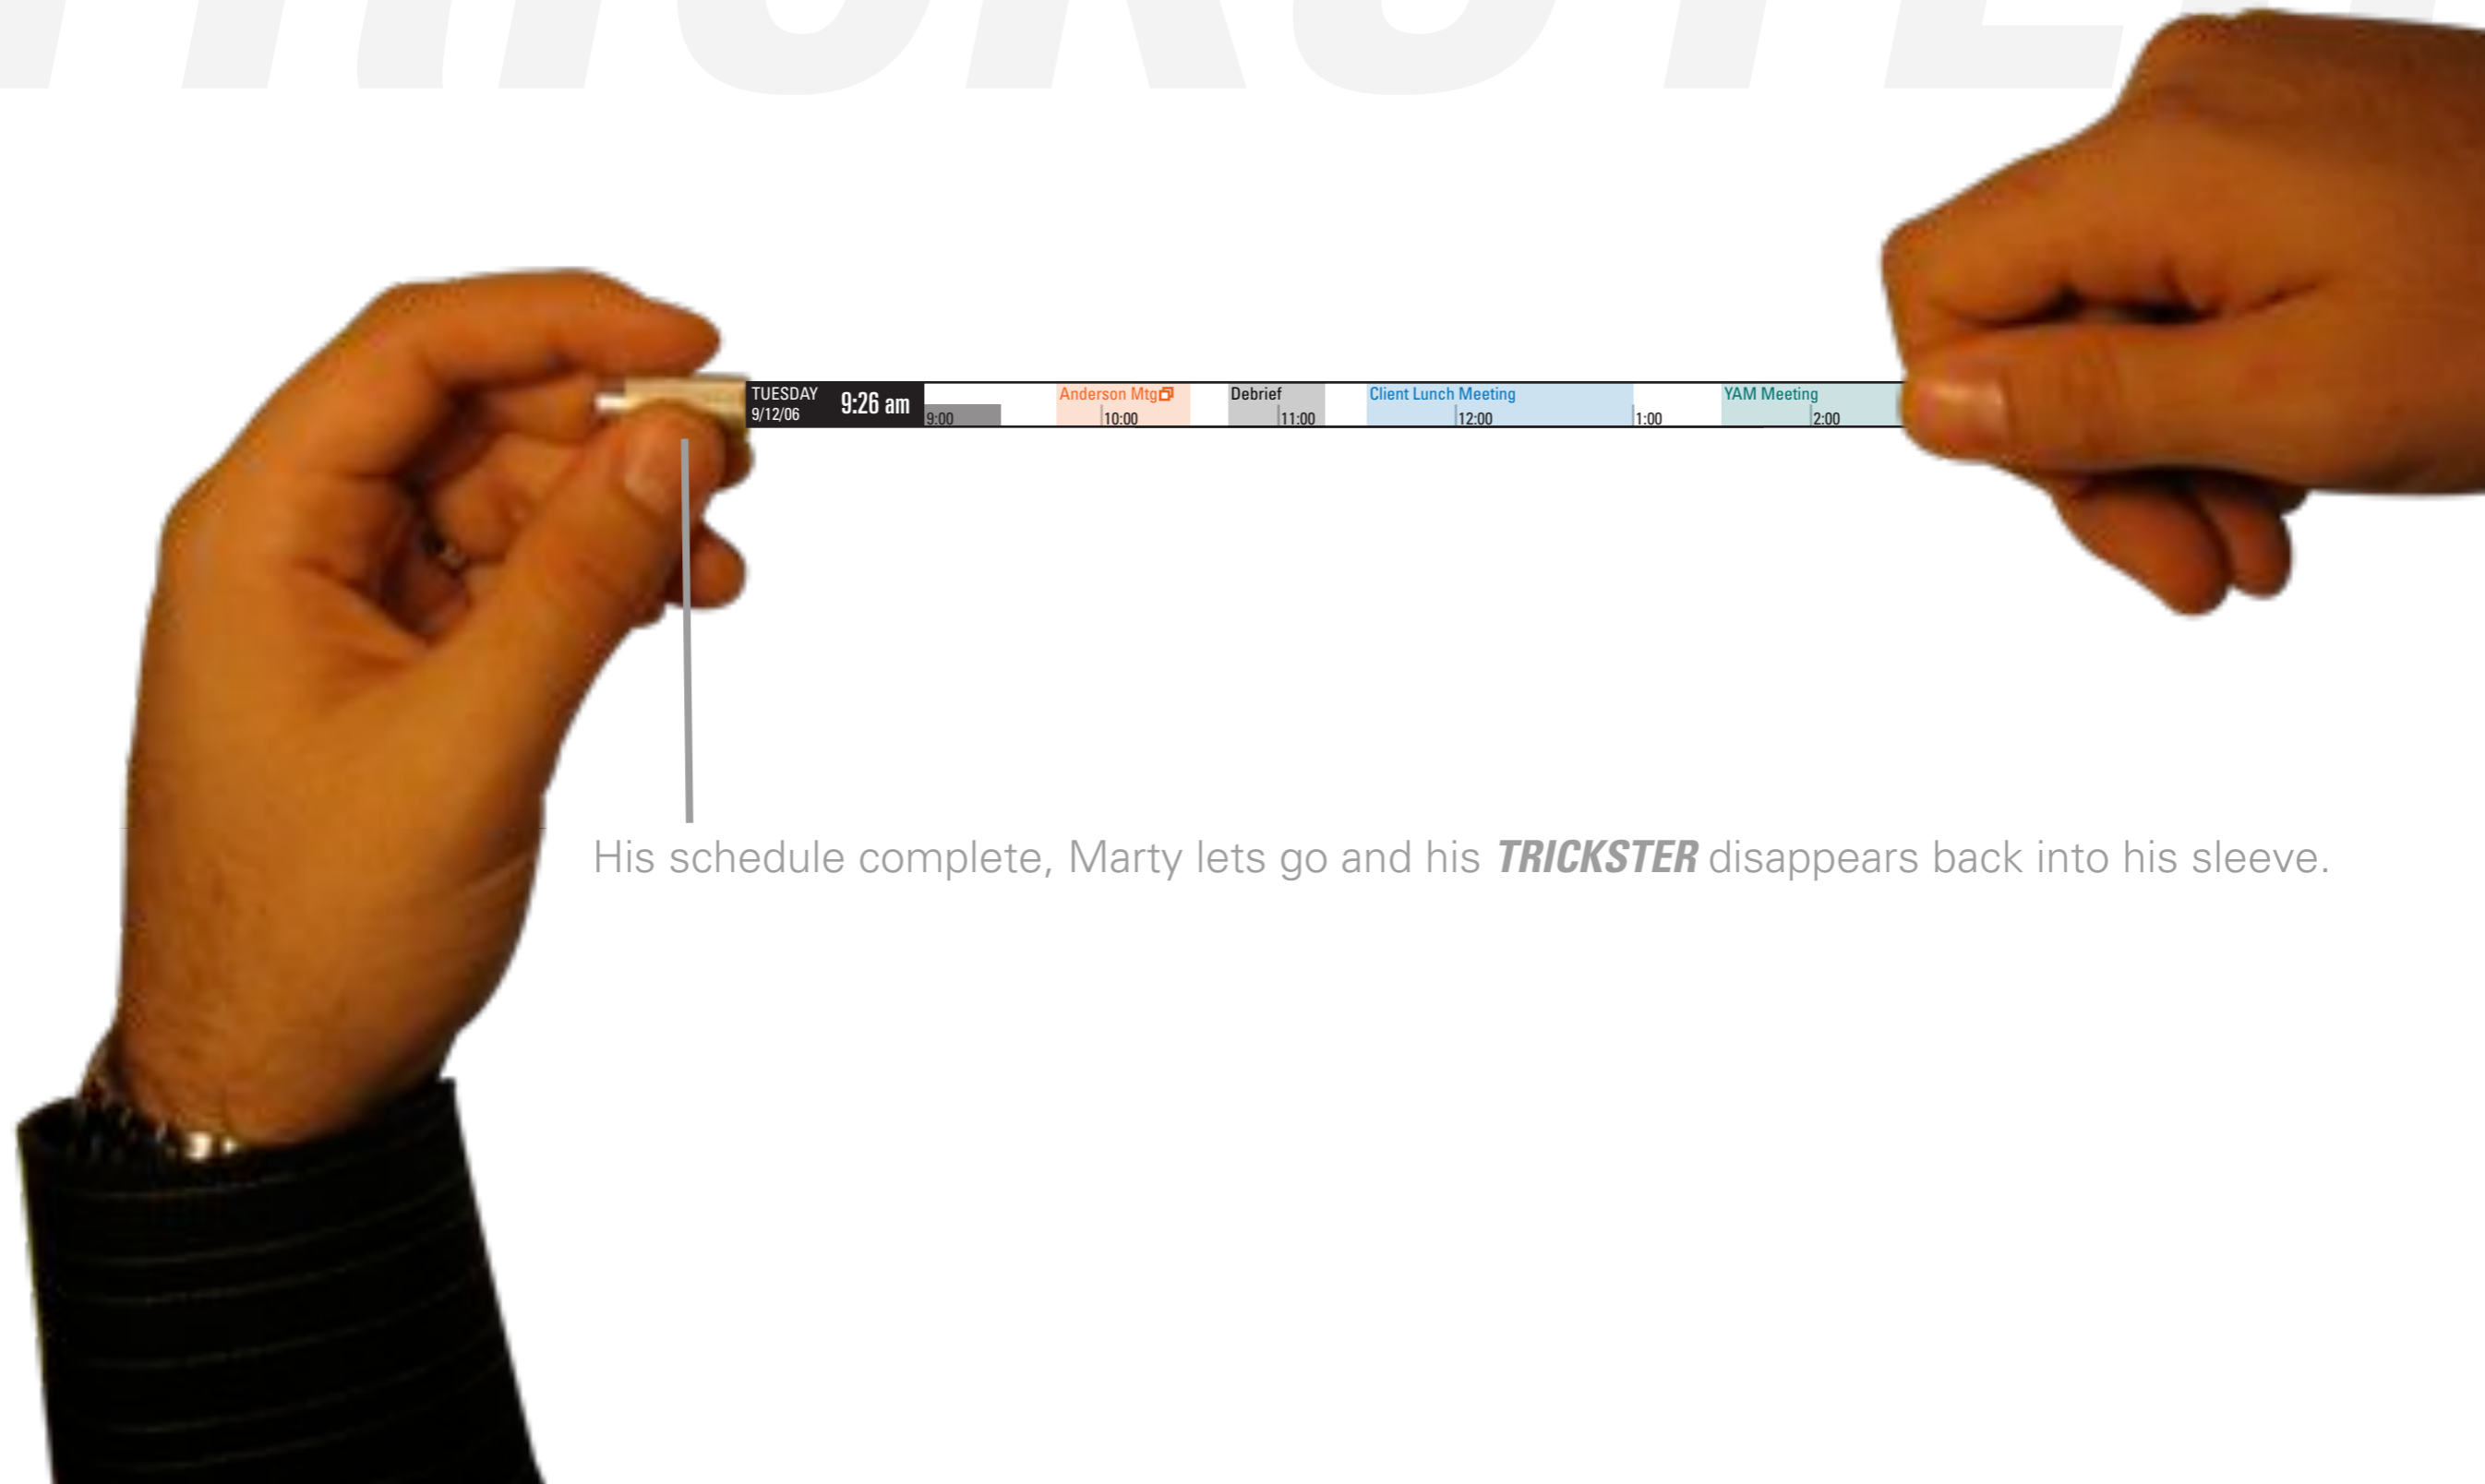 TRICKSTER
TUESDAY
9/12/06
9:26 am
Anderson Mtg
Debrief
Client Lunch Meeting
YAM Meeting
9:00
10:00
11:00
12:00
1:00
2:00
His schedule complete, Marty lets go and his TRICKSTER disappears back into his sleeve.